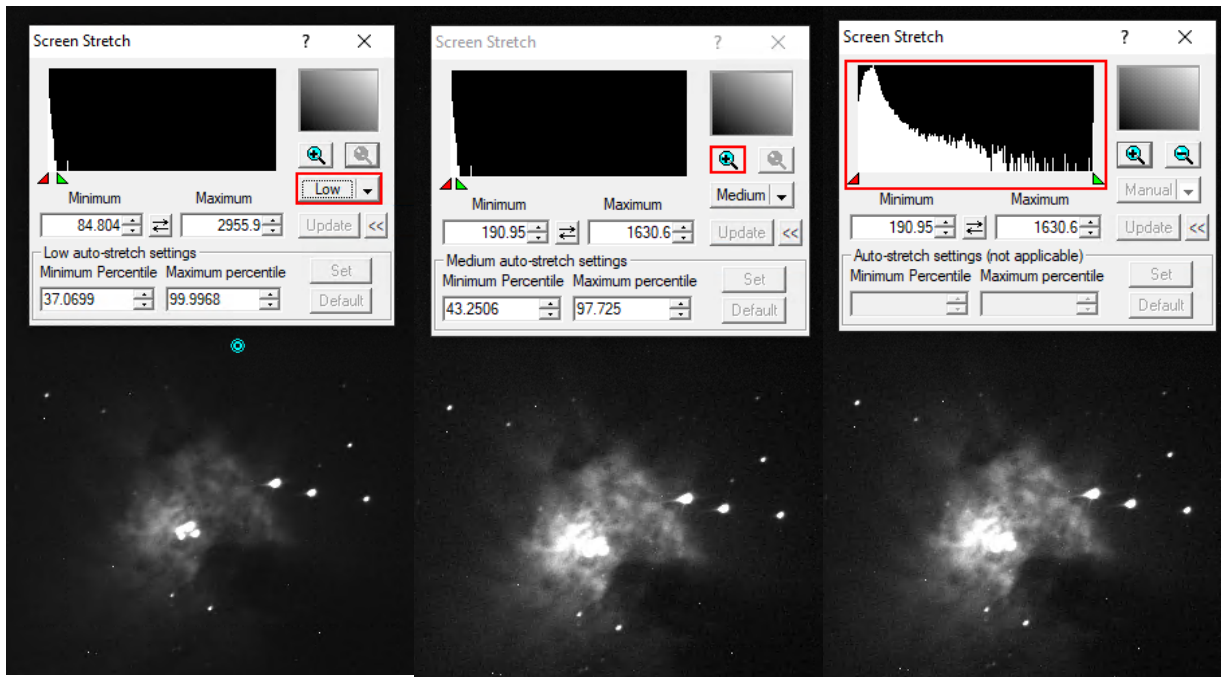 Screen Stretch ? ×
Low
Minimum Maximum
84.804 2955.9 Update <<
Low auto-stretch settings
Minimum Percentile Maximum percentile Set
37.0699 99.9968 Default
Screen Stretch ? ×
Medium
Minimum Maximum
190.95 1630.6 Update <<
Medium auto-stretch settings
Minimum Percentile Maximum percentile Set
43.2506 97.725 Default
Screen Stretch ? ×
Manual
Minimum Maximum
190.95 1630.6 Update <<
Auto-stretch settings (not applicable)
Minimum Percentile Maximum percentile Set
Default